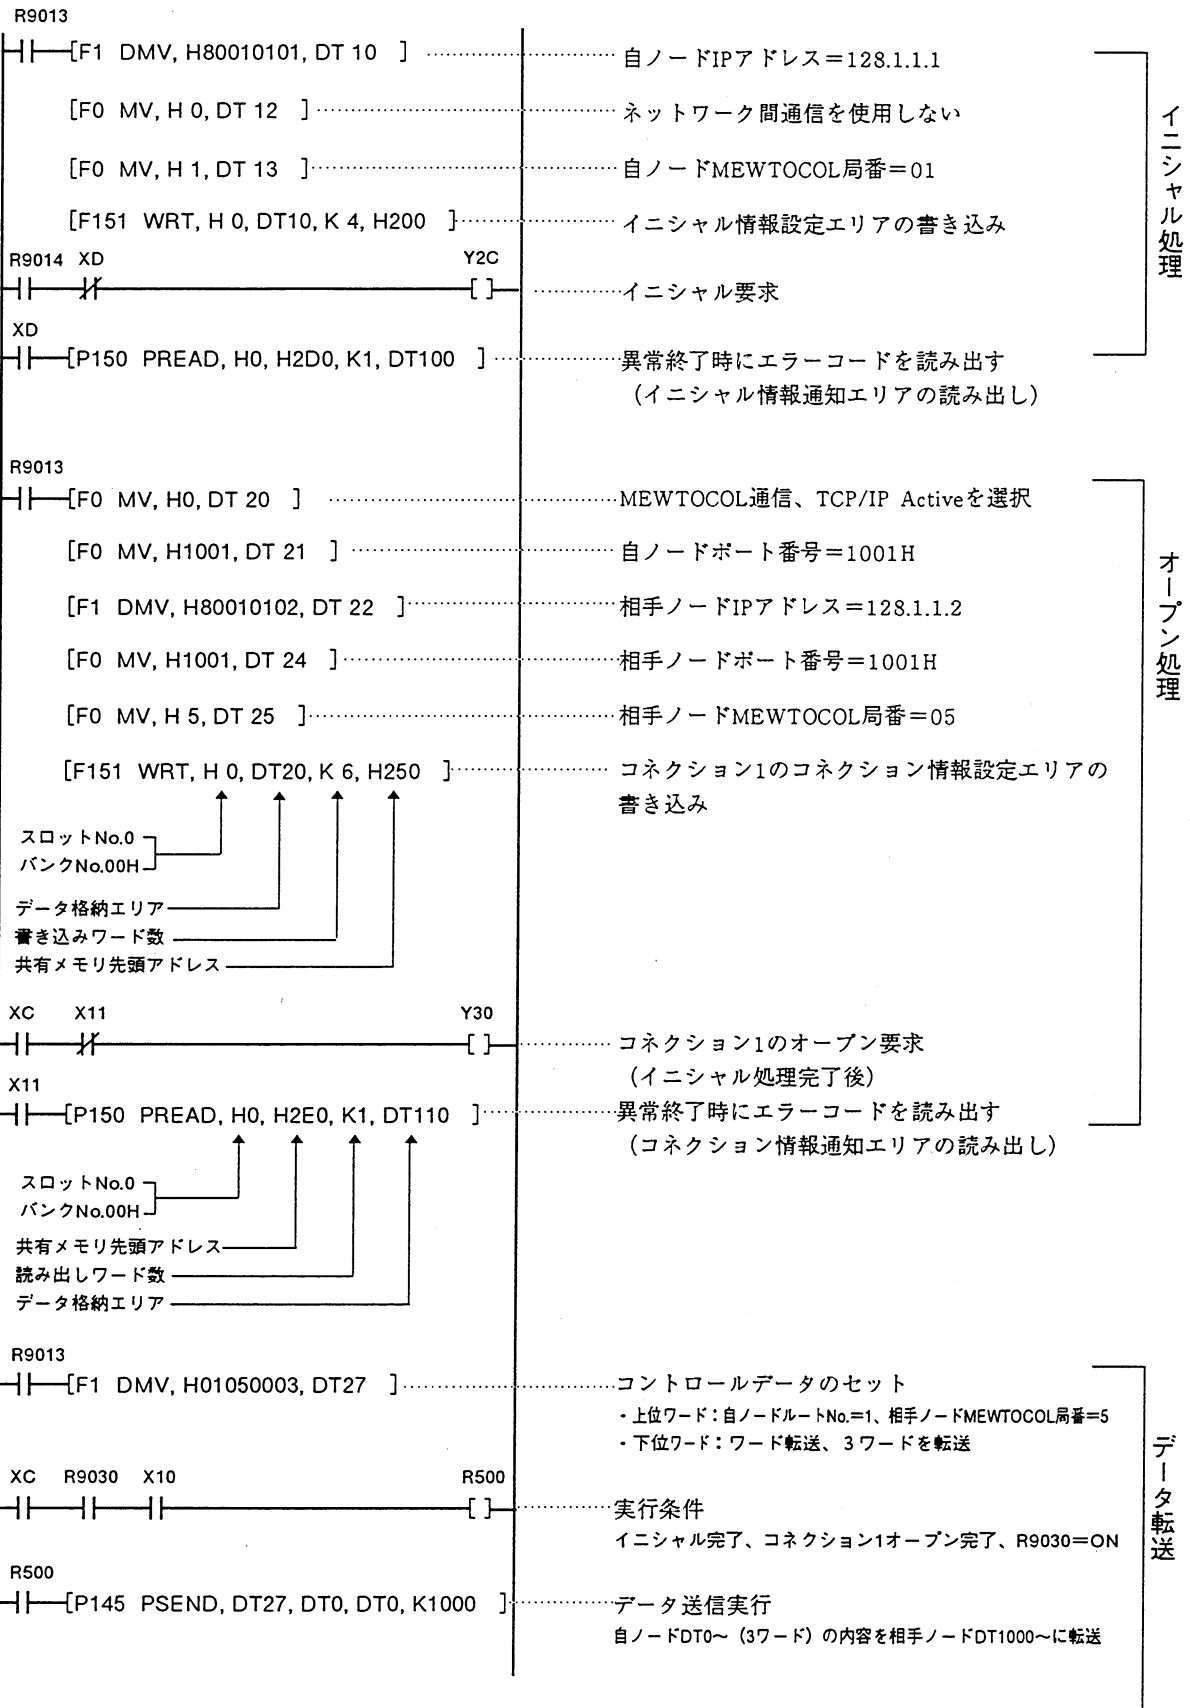 R9013
[F1 DMV, H80010101, DT 10 ] 自ノードIPアドレス＝128.1.1.1
[F0 MV, H 0, DT 12 ] ネットワーク間通信を使用しない
[F0 MV, H 1, DT 13 ] 自ノードMEWTOCOL局番＝01
[F151 WRT, H 0, DT10, K 4, H200 ] イニシャル情報設定エリアの書き込み
R9014 XD Y2C
[ ] イニシャル要求
XD
[P150 PREAD, H0, H2D0, K1, DT100 ] 異常終了時にエラーコードを読み出す
（イニシャル情報通知エリアの読み出し）
イニシャル処理
R9013
[F0 MV, H0, DT 20 ] MEWTOCOL通信、TCP/IP Activeを選択
[F0 MV, H1001, DT 21 ] 自ノードポート番号＝1001H
[F1 DMV, H80010102, DT 22 ] 相手ノードIPアドレス＝128.1.1.2
[F0 MV, H1001, DT 24 ] 相手ノードポート番号＝1001H
[F0 MV, H 5, DT 25 ] 相手ノードMEWTOCOL局番＝05
[F151 WRT, H 0, DT20, K 6, H250 ] コネクション1のコネクション情報設定エリアの
書き込み
スロットNo.0
バンクNo.00H
データ格納エリア
書き込みワード数
共有メモリ先頭アドレス
XC X11 Y30
[ ] コネクション1のオープン要求
（イニシャル処理完了後）
X11
[P150 PREAD, H0, H2E0, K1, DT110 ] 異常終了時にエラーコードを読み出す
（コネクション情報通知エリアの読み出し）
オープン処理
スロットNo.0
バンクNo.00H
共有メモリ先頭アドレス
読み出しワード数
データ格納エリア
R9013
[F1 DMV, H01050003, DT27 ] コントロールデータのセット
・上位ワード：自ノードルートNo.=1、相手ノードMEWTOCOL局番=5
・下位ワード：ワード転送、3ワードを転送
XC R9030 X10 R500
[ ] 実行条件
イニシャル完了、コネクション1オープン完了、R9030＝ON
R500
[P145 PSEND, DT27, DT0, DT0, K1000 ] データ送信実行
自ノードDT0～（3ワード）の内容を相手ノードDT1000～に転送
データ転送